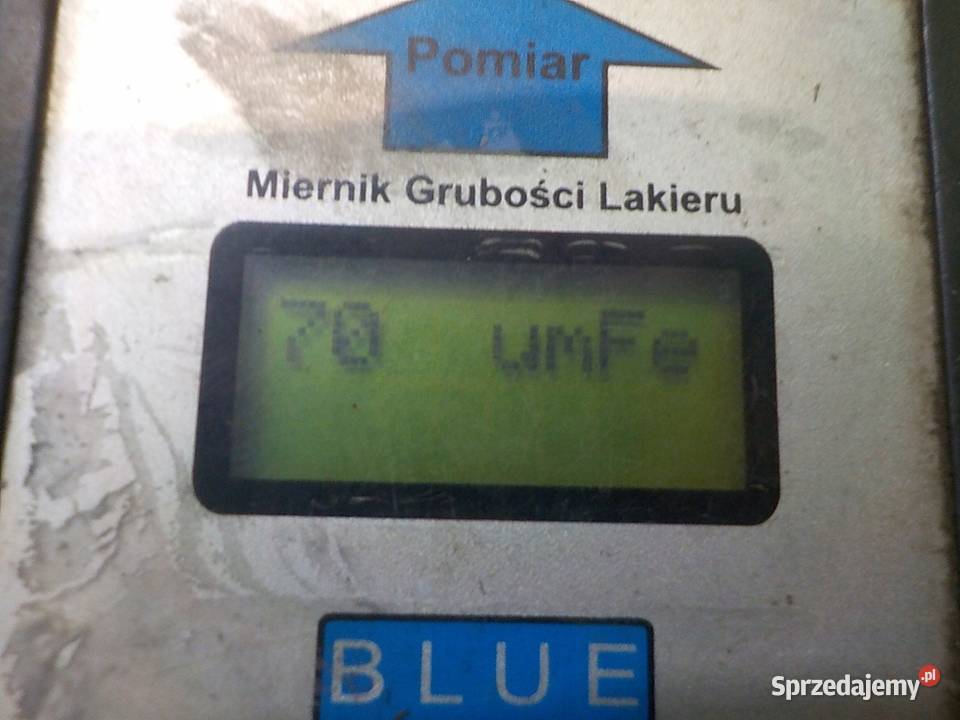 Pomiar
Miernik Grubości Lakieru
70 umFe
BLUE
Sprzedajemy.pl